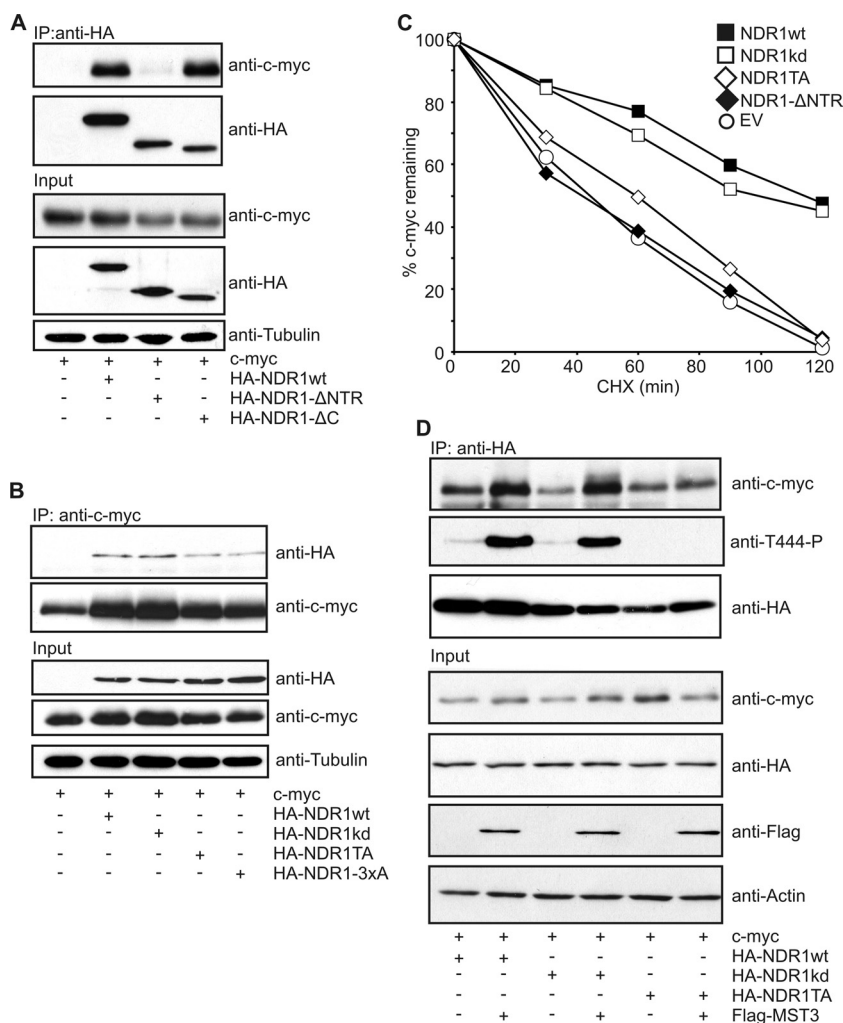 A
IP:anti-HA
anti-c-myc
anti-HA
Input
anti-c-myc
anti-HA
anti-Tubulin
+ + + + c-myc
- + - - HA-NDR1wt
- - + - HA-NDR1-ΔNTR
- - - + HA-NDR1-ΔC
B
IP: anti-c-myc
anti-HA
anti-c-myc
Input
anti-HA
anti-c-myc
anti-Tubulin
+ + + + + c-myc
- + - - - HA-NDR1wt
- - + - - HA-NDR1kd
- - - + - HA-NDR1TA
- - - - + HA-NDR1-3xA
C
NDR1wt
NDR1kd
NDR1TA
NDR1-ΔNTR
EV
% c-myc remaining
100
80
60
40
20
0
0 20 40 60 80 100 120
CHX (min)
D
IP: anti-HA
anti-c-myc
anti-T444-P
anti-HA
Input
anti-c-myc
anti-HA
anti-Flag
anti-Actin
+ + + + + + c-myc
+ + - - - - HA-NDR1wt
- - + + - - HA-NDR1kd
- - - - + + HA-NDR1TA
- + - + - + Flag-MST3